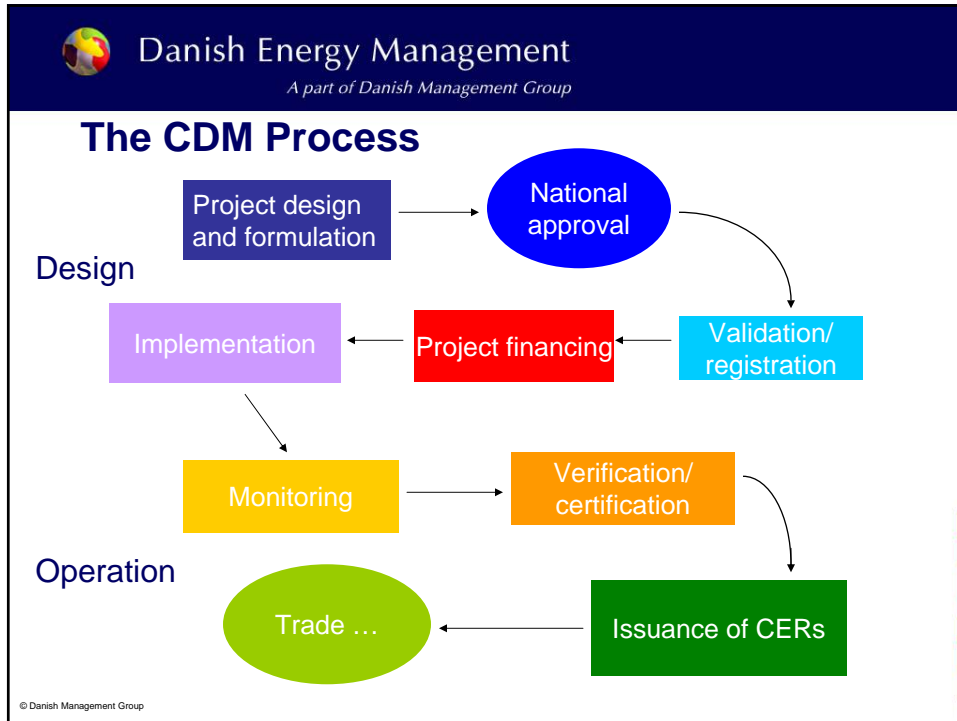 Danish Energy Management
A part of Danish Management Group
The CDM Process
Project design
and formulation
National
approval
Design
Implementation
Project financing
Validation/
registration
Monitoring
Verification/
certification
Operation
Trade …
Issuance of CERs
© Danish Management Group